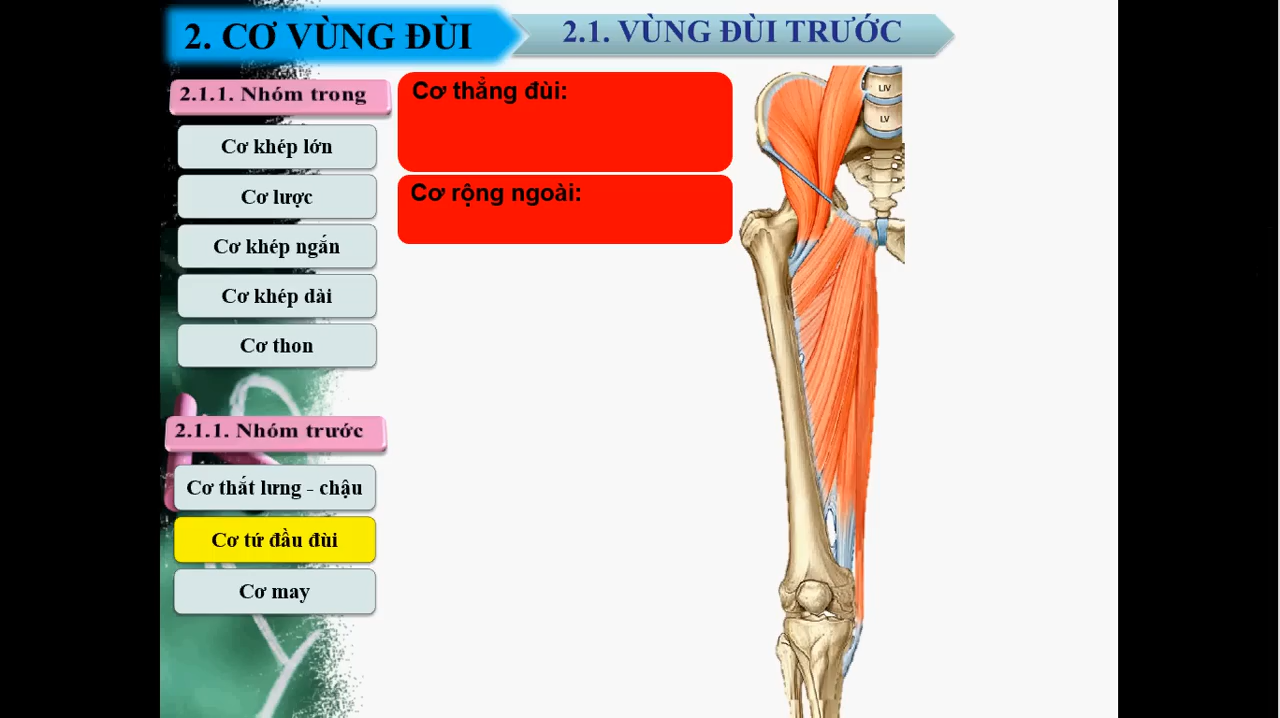 2. CƠ VÙNG ĐÙI
2.1. VÙNG ĐÙI TRƯỚC
2.1.1. Nhóm trong
Cơ khép lớn
Cơ lược
Cơ khép ngắn
Cơ khép dài
Cơ thon
2.1.1. Nhóm trước
Cơ thắt lưng - chậu
Cơ tứ đầu đùi
Cơ may
Cơ thẳng đùi:
Cơ rộng ngoài:
LIV
LV